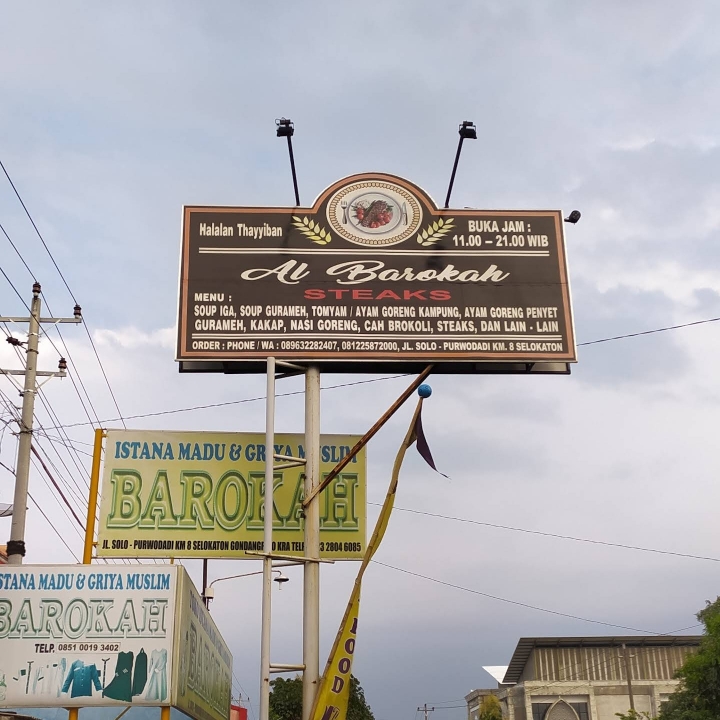 Halalan Thayyiban
BUKA JAM :
11.00 – 21.00 WIB
Al Barokah
STEAKS
MENU :
SOUP IGA, SOUP GURAMEH, TOMYAM / AYAM GORENG KAMPUNG, AYAM GORENG PENYET
GURAMEH, KAKAP, NASI GORENG, CAH BROKOLI, STEAKS, DAN LAIN - LAIN
ORDER : PHONE / WA : 089632282407, 081225872000, JL. SOLO - PURWODADI KM. 8 SELOKATON
ISTANA MADU & GRIYA MUSLIM
BAROKAH
Jl. SOLO - PURWODADI KM 8 SELOKATON
ISTANA MADU & GRIYA MUSLIM
BAROKAH
TELP. 0851 0019 3402
BAROKAH